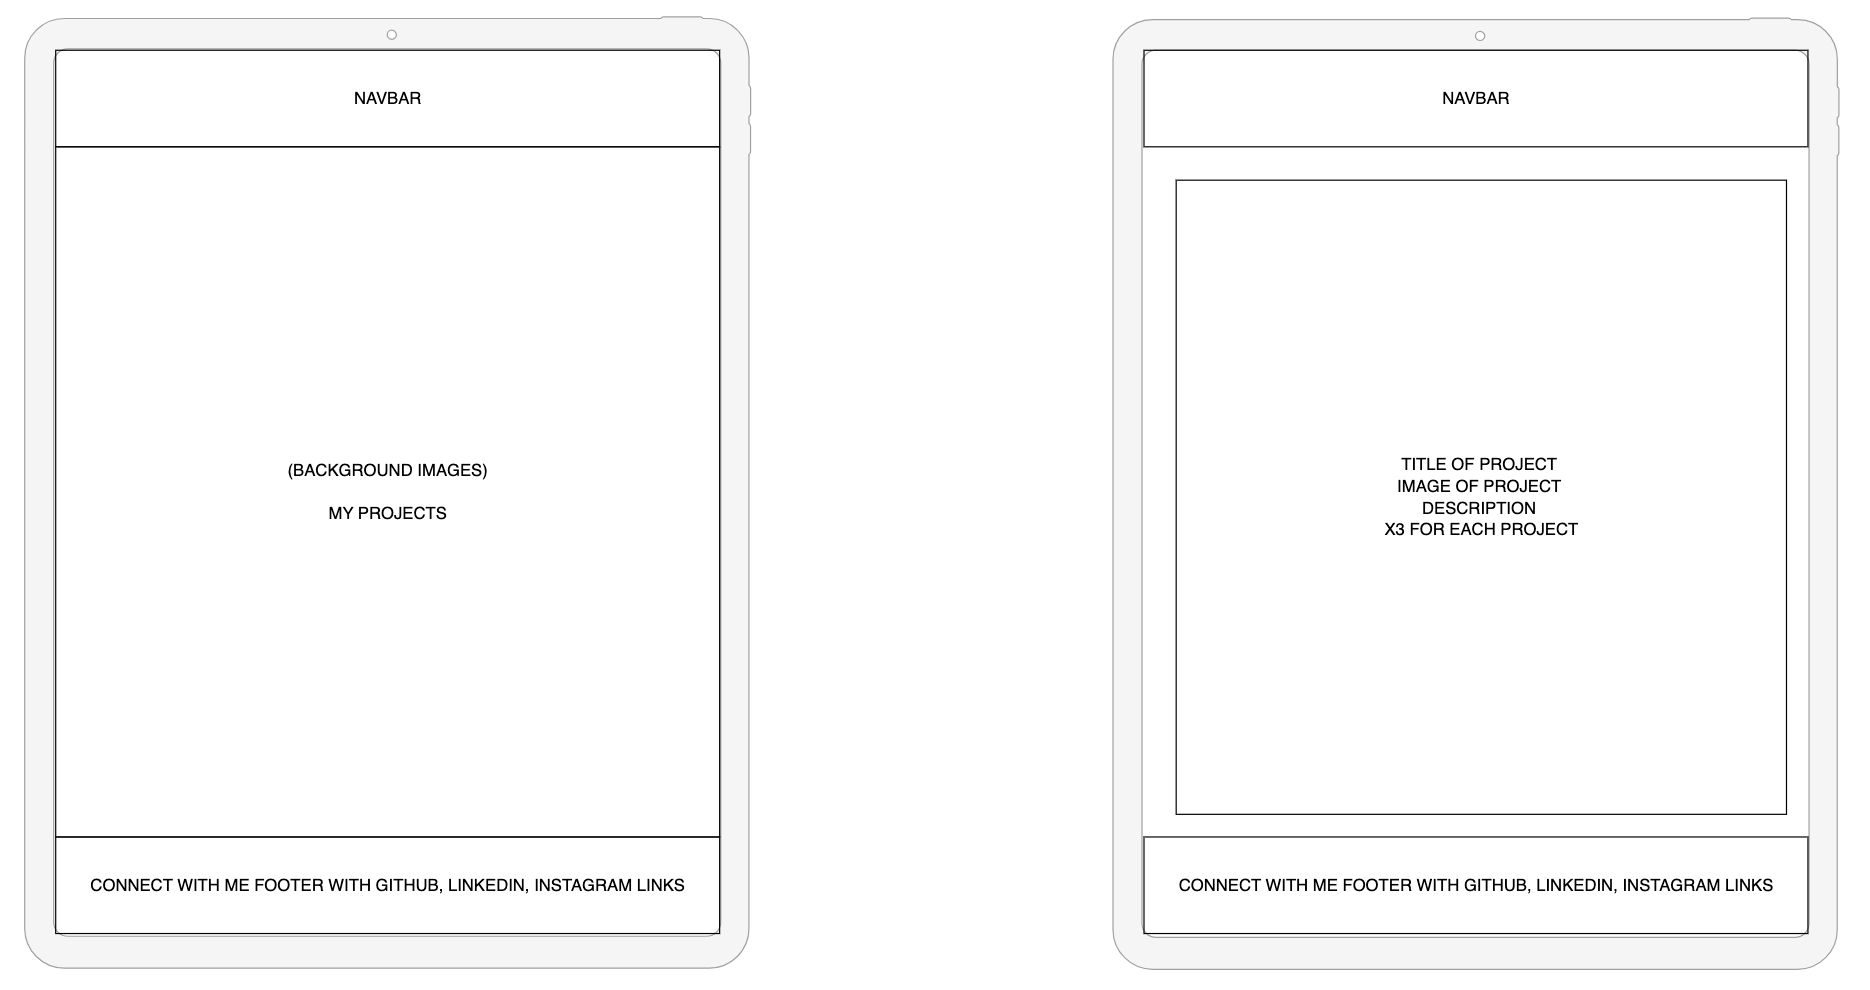 NAVBAR
(BACKGROUND IMAGES)
MY PROJECTS
CONNECT WITH ME FOOTER WITH GITHUB, LINKEDIN, INSTAGRAM LINKS
NAVBAR
TITLE OF PROJECT
IMAGE OF PROJECT
DESCRIPTION
X3 FOR EACH PROJECT
CONNECT WITH ME FOOTER WITH GITHUB, LINKEDIN, INSTAGRAM LINKS